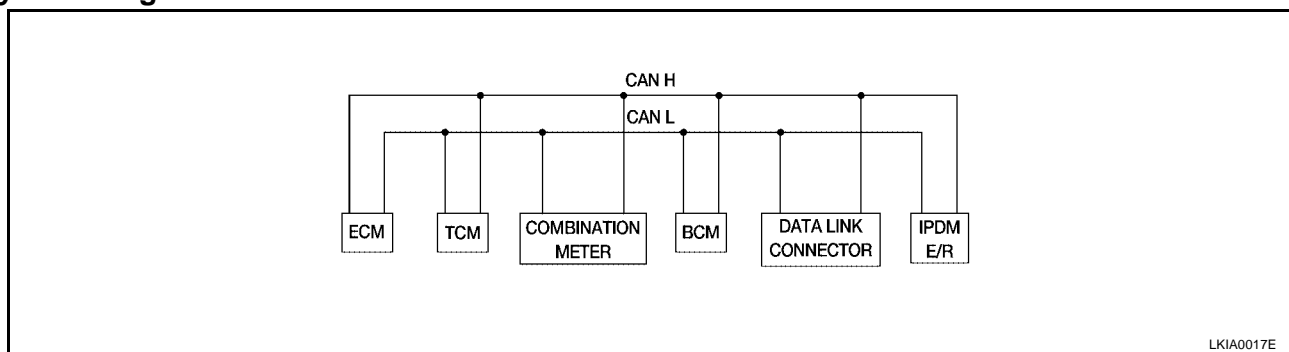 CAN H
CAN L
ECM
TCM
COMBINATION
METER
BCM
DATA LINK
CONNECTOR
IPDM
E/R
LKIA0017E